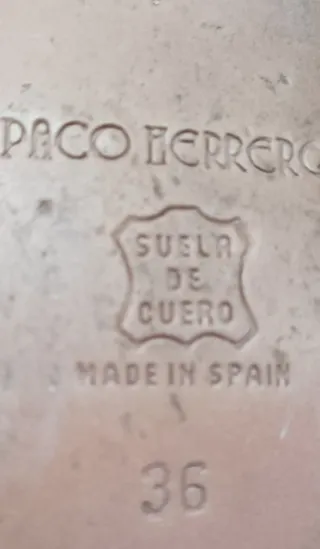 PACO HERRERO
SUELA
DE
CUERO
MADE IN SPAIN
36